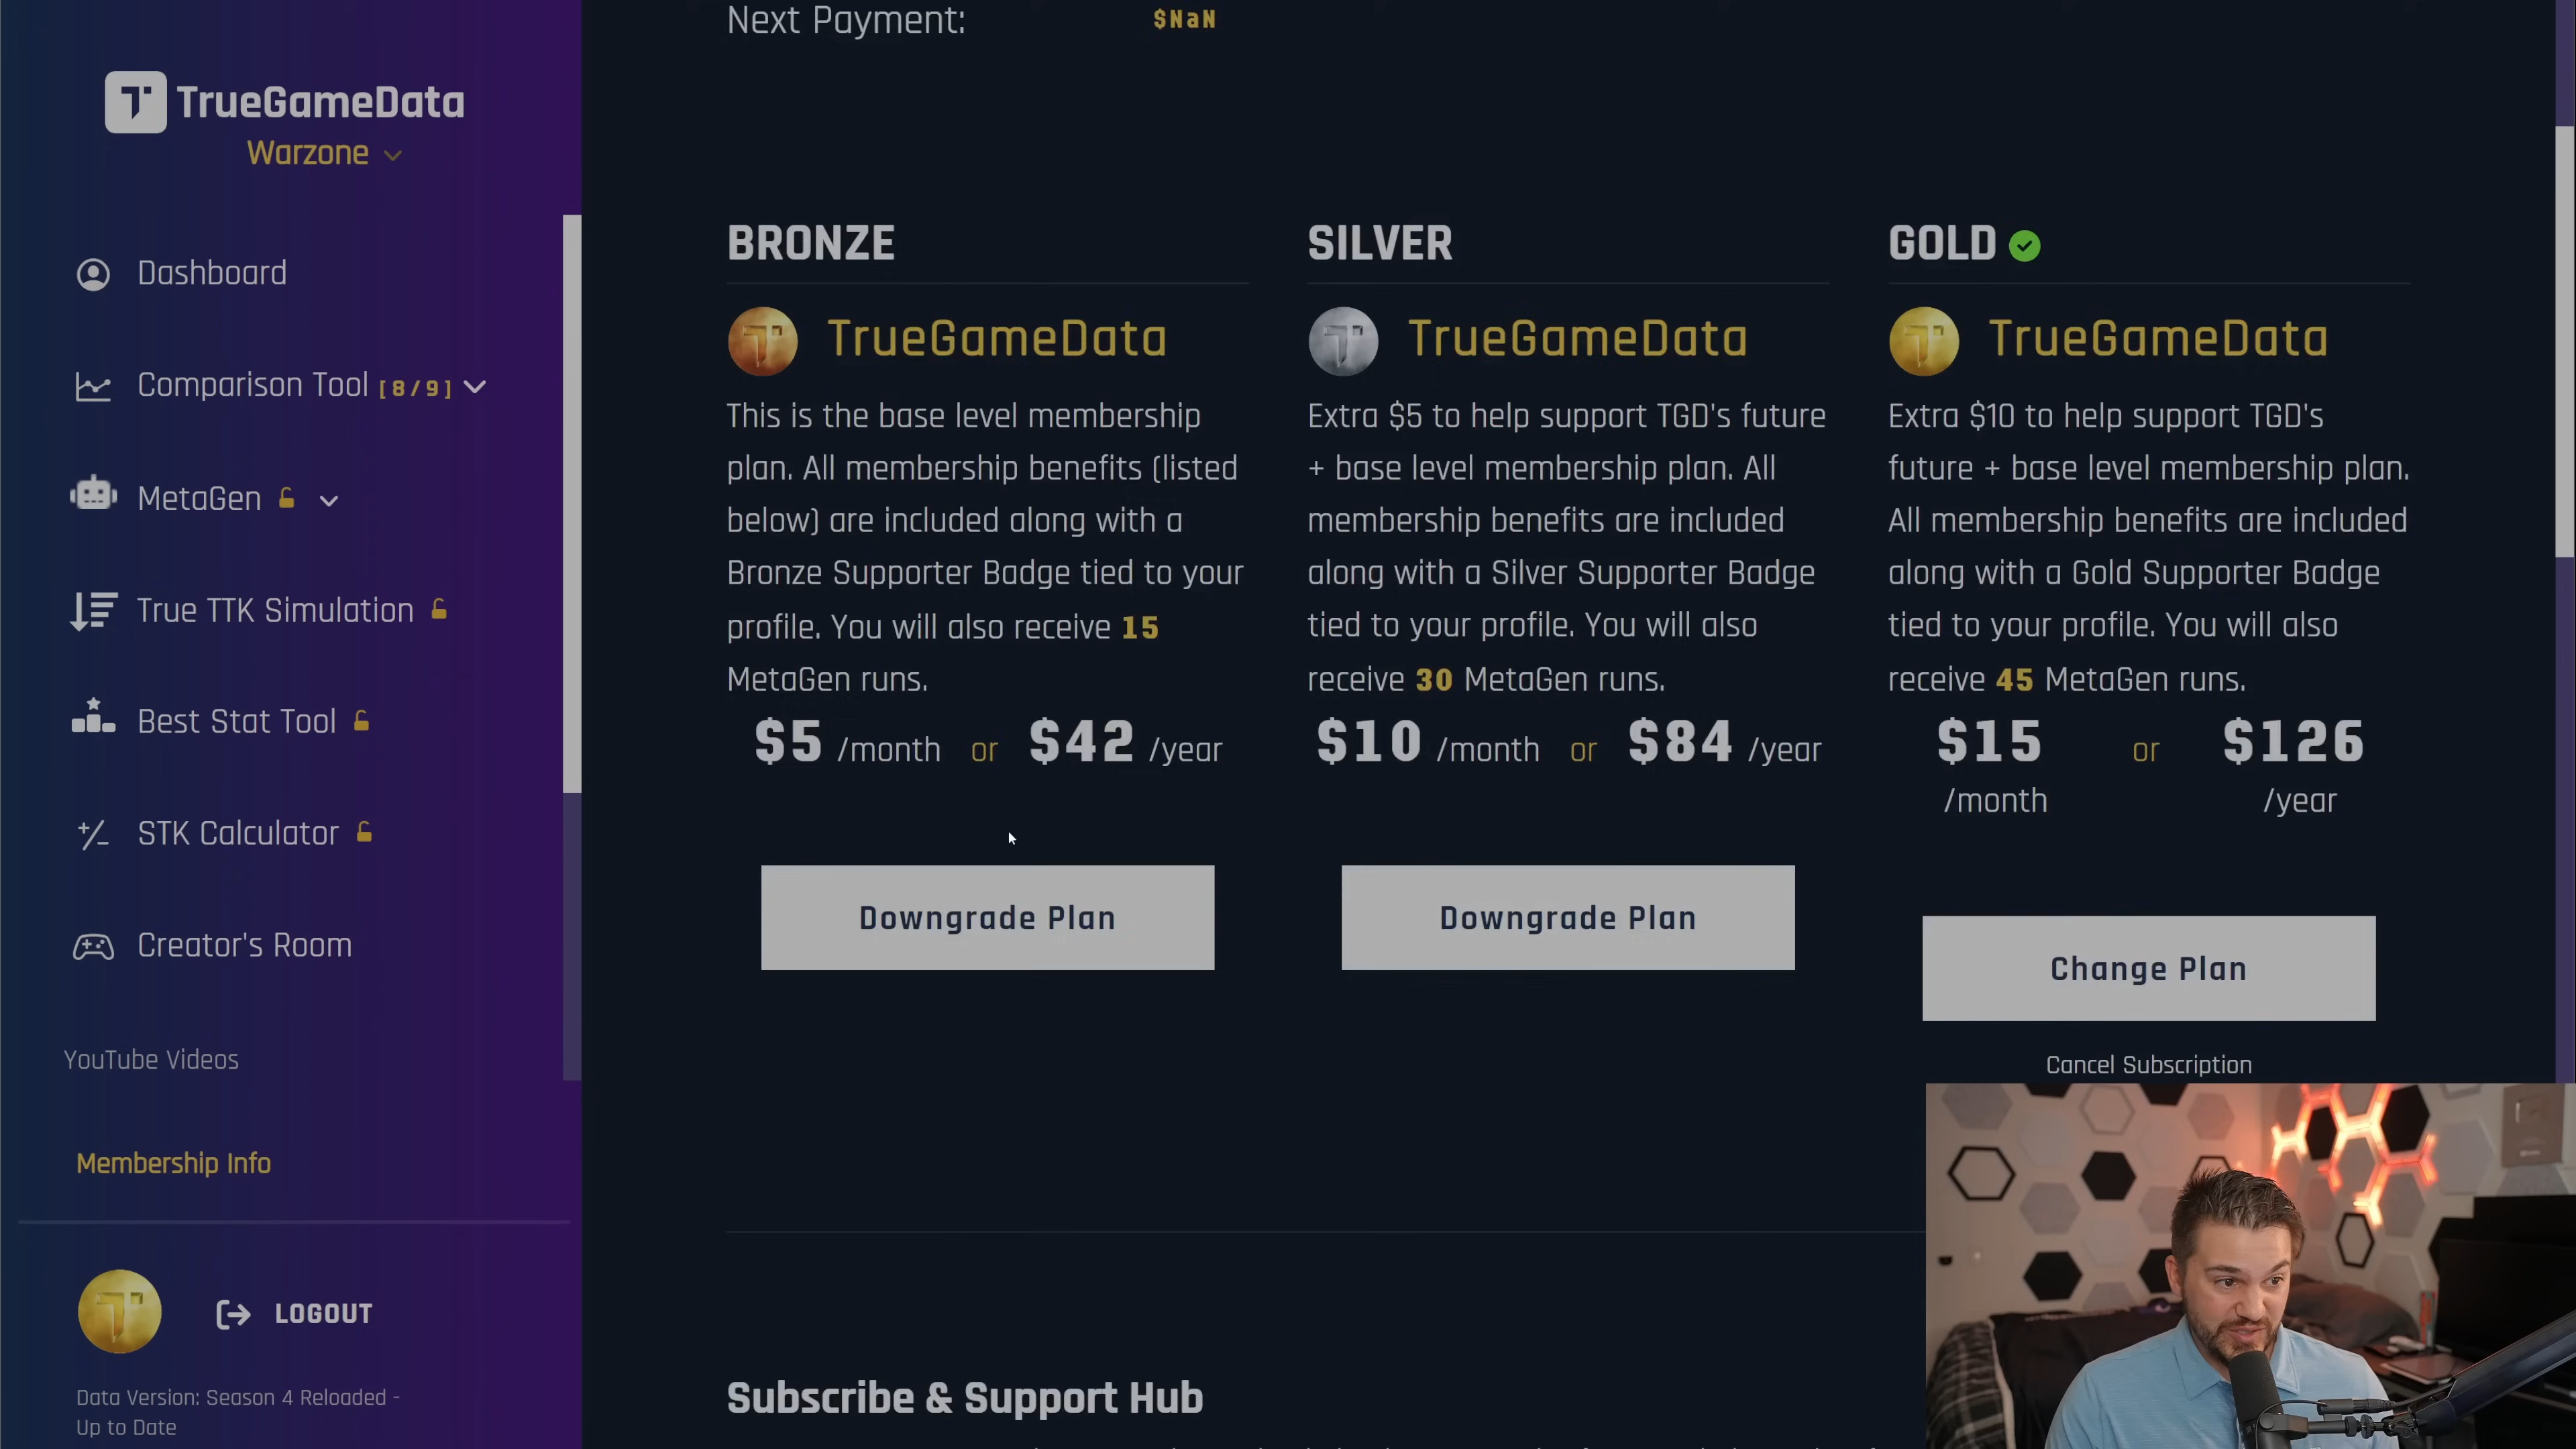 TrueGameData
Warzone
Dashboard
Comparison Tool [8/9]
MetaGen
True TTK Simulation
Best Stat Tool
STK Calculator
Creator's Room
YouTube Videos
Membership Info
LOGOUT
Data Version: Season 4 Reloaded -
Up to Date
Next Payment: $NaN
BRONZE
TrueGameData
This is the base level membership
plan. All membership benefits (listed
below) are included along with a
Bronze Supporter Badge tied to your
profile. You will also receive 15
MetaGen runs.
$5 /month or $42 /year
Downgrade Plan
SILVER
TrueGameData
Extra $5 to help support TGD's future
+ base level membership plan. All
membership benefits are included
along with a Silver Supporter Badge
tied to your profile. You will also
receive 30 MetaGen runs.
$10 /month or $84 /year
Downgrade Plan
GOLD
TrueGameData
Extra $10 to help support TGD's
future + base level membership plan.
All membership benefits are included
along with a Gold Supporter Badge
tied to your profile. You will also
receive 45 MetaGen runs.
$15 or $126
/month /year
Change Plan
Cancel Subscription
Subscribe & Support Hub